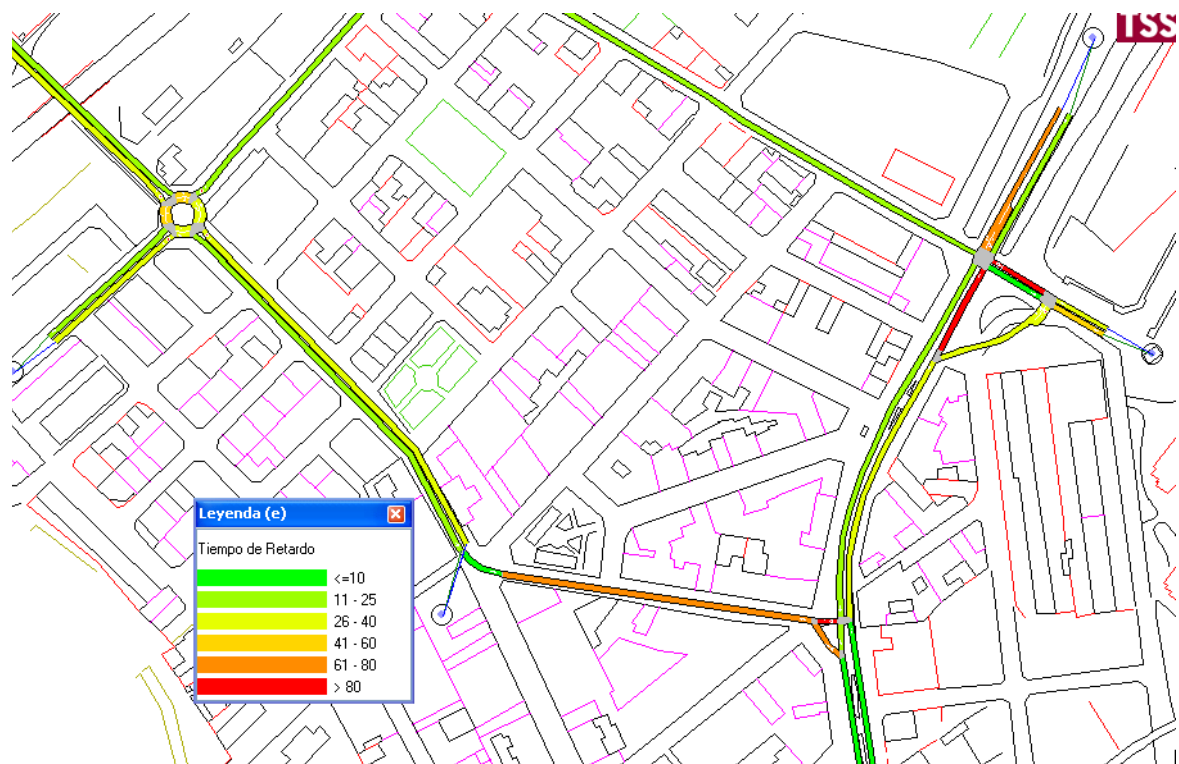 TSS
Leyenda (e)
Tiempo de Retardo
<=10
11 - 25
26 - 40
41 - 60
61 - 80
> 80